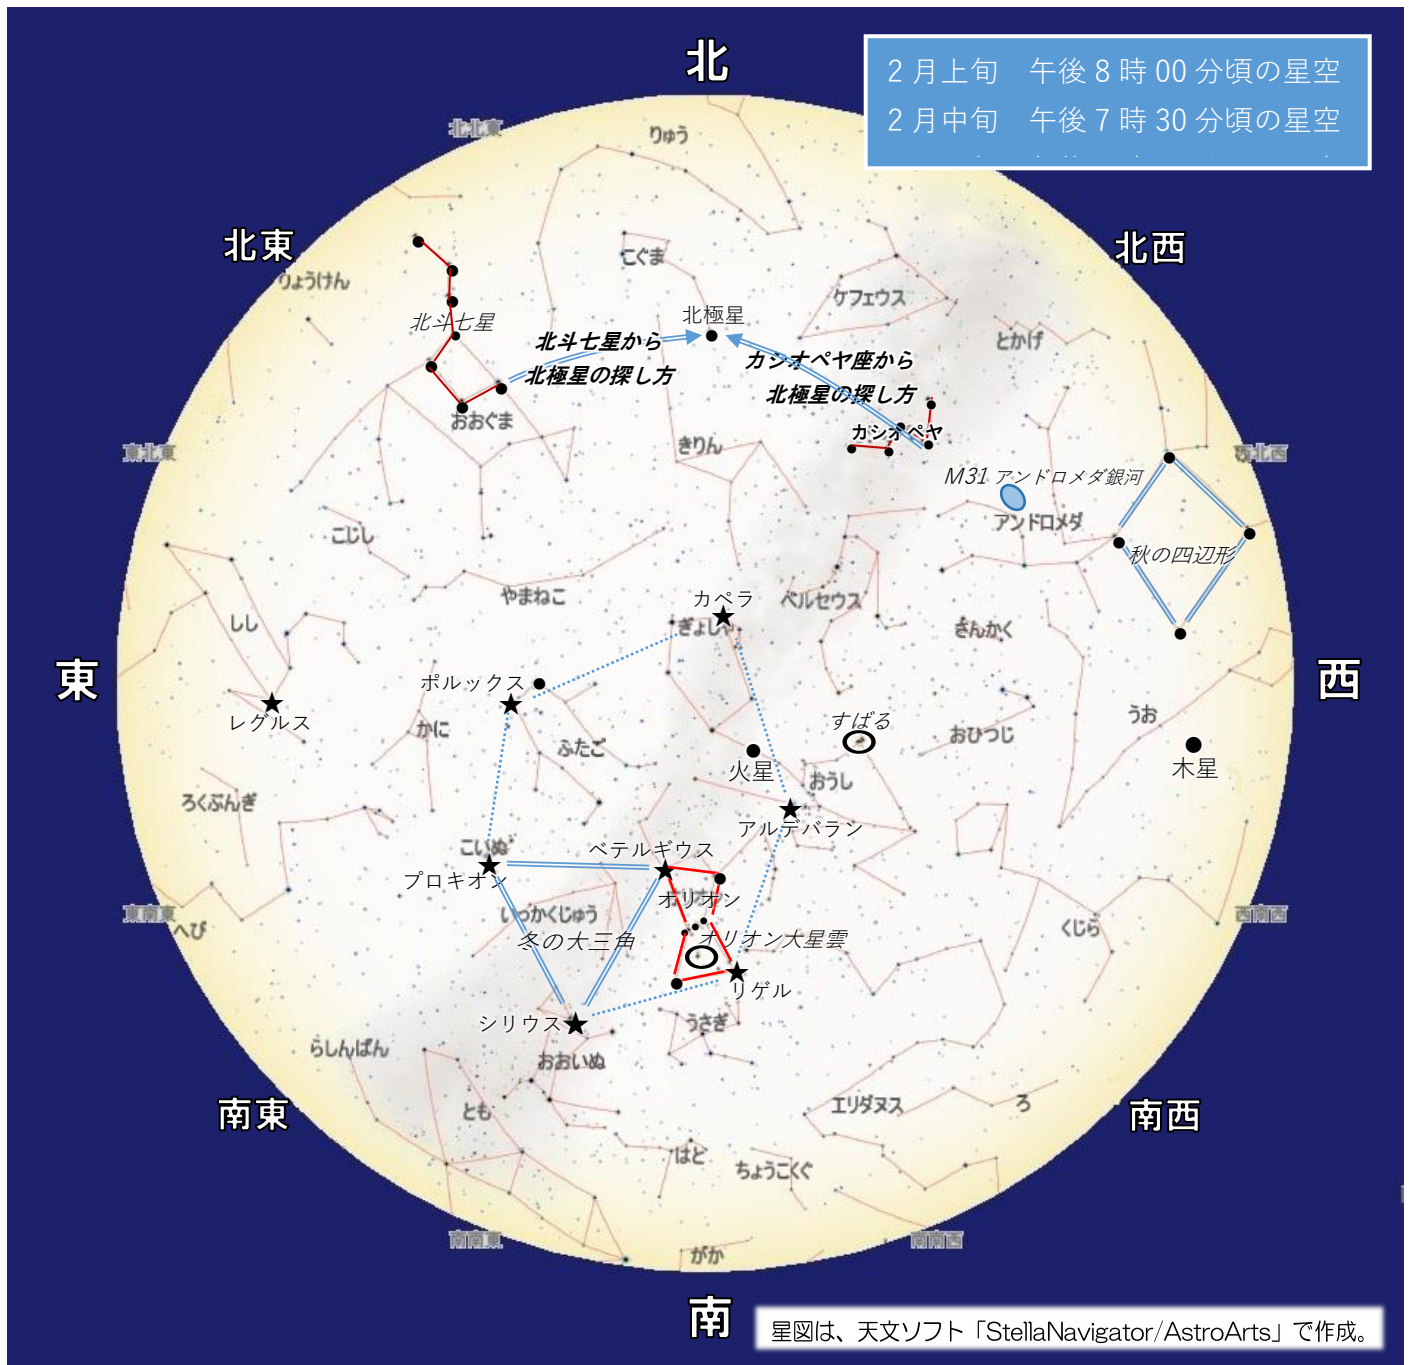 北
2月上旬　午後8時00分頃の星空
2月中旬　午後7時30分頃の星空
北北東
りゅう
北東
北西
こぐま
りょうけん
ケフェウス
北極星
北斗七星
とかげ
北斗七星から
北極星の探し方
カシオペヤ座から
北極星の探し方
おおぐま
カシオペヤ
きりん
東北東
西北西
M31 アンドロメダ銀河
アンドロメダ
こじし
秋の四辺形
やまねこ
カペラ
ペルセウス
ぎょしゃ
さんかく
しし
東
西
ポルックス
レグルス
かに
ふたご
すばる
おひつじ
うお
火星
木星
おうし
ろくぶんぎ
アルデバラン
こいぬ
ベテルギウス
プロキオン
オリオン
いっかくじゅう
東南東
西南西
へび
くじら
冬の大三角
オリオン大星雲
リゲル
シリウス
うさぎ
らしんばん
おおいぬ
南東
とも
エリダヌス
ろ
南西
はと
ちょうこくぐ
南南東
南南西
がか
南
星図は、天文ソフト「StellaNavigator/AstroArts」で作成。